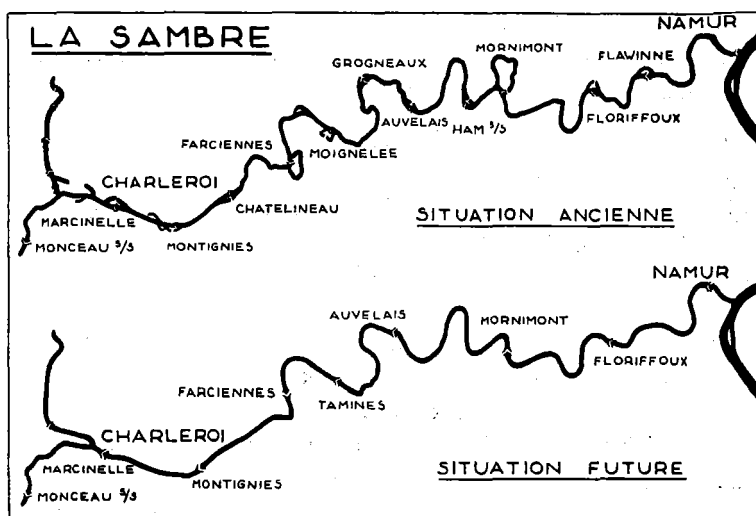 LA SAMBRE
NAMUR
MORNIMONT
FLAWINNE
GROGNEAUX
AUVELAIS
HAM S/S
FLORIFFOUX
FARCIENNES
MOIGNELEE
CHARLEROI
CHATELINEAU
MARCINELLE
MONTIGNIES
MONCEAU S/S
SITUATION ANCIENNE
NAMUR
AUVELAIS
MORNIMONT
FLORIFFOUX
FARCIENNES
TAMINES
CHARLEROI
MARCINELLE
MONTIGNIES
MONCEAU S/S
SITUATION FUTURE